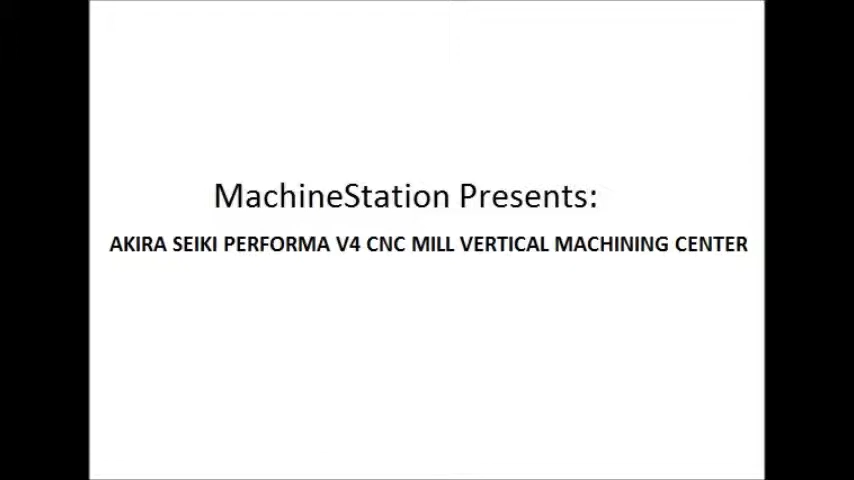 MachineStation Presents:
AKIRA SEIKI PERFORMA V4 CNC MILL VERTICAL MACHINING CENTER